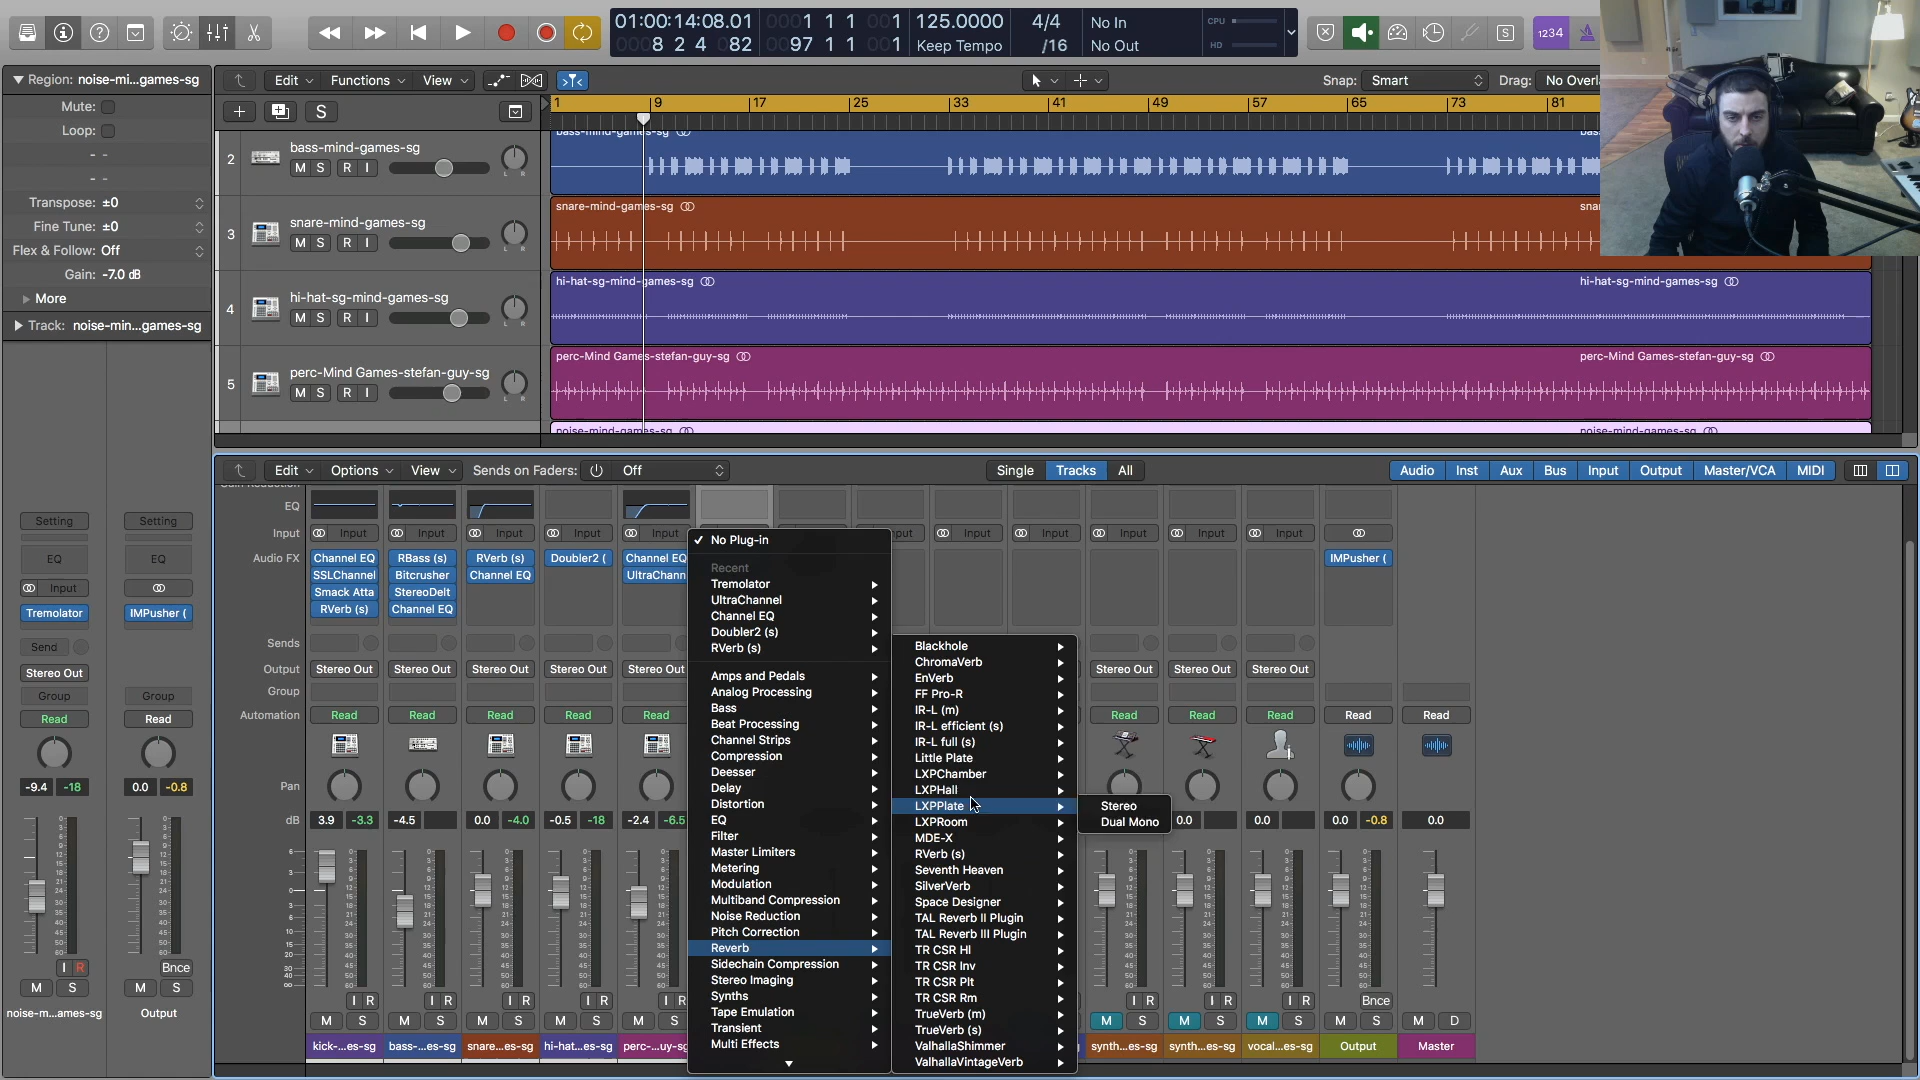 01:00:14:08.01
0008 2 4 082
0001 1 1 001
0097 1 1 001
125.0000
Keep Tempo
4/4
/16
No In
No Out
CPU
HD
S
1234
Region: noise-mi...games-sg
Mute:
Loop:
Transpose: ±0
Fine Tune: ±0
Flex & Follow: Off
Gain: -7.0 dB
More
Track: noise-min...games-sg
Edit Functions View
Snap: Smart
Drag: No Overl
S
1 9 17 25 33 41 49 57 65 73 81
2 bass-mind-games-sg
M S R I
L R
bass-mind-games-sg
3 snare-mind-games-sg
M S R I
L R
snare-mind-games-sg
snar
4 hi-hat-sg-mind-games-sg
M S R I
L R
hi-hat-sg-mind-games-sg
hi-hat-sg-mind-games-sg
5 perc-Mind Games-stefan-guy-sg
M S R I
L R
perc-Mind Games-stefan-guy-sg
perc-Mind Games-stefan-guy-sg
noise-mind-games-sg
noise-mind-games-sg
Edit Options View Sends on Faders: Off
Single Tracks All
Audio Inst Aux Bus Input Output Master/VCA MIDI
EQ
Input Input Input Input Input Input Input Input Input Input Input
Audio FX
Channel EQ
SSLChannel
Smack Atta
RVerb (s)
RBass (s)
Bitcrusher
StereoDelt
Channel EQ
RVerb (s)
Channel EQ
Doubler2 (
Channel EQ
UltraChann
IMPusher (
Sends
Output Stereo Out Stereo Out Stereo Out Stereo Out Stereo Out Stereo Out Stereo Out Stereo Out
Group
Automation Read Read Read Read Read Read Read Read Read Read
Pan
dB 3.9 -3.3 -4.5 0.0 -4.0 -0.5 -18 -2.4 -6.5 0.0 0.0 0.0 -0.8 0.0
Setting Setting
EQ EQ
Input
Tremolator IMPusher (
Send
Stereo Out
Group Group
Read Read
-9.4 -18 0.0 -0.8
I R Bnce
M S M S
noise-m...ames-sg Output
No Plug-in
Recent
Tremolator
UltraChannel
Channel EQ
Doubler2 (s)
RVerb (s)
Amps and Pedals
Analog Processing
Bass
Beat Processing
Channel Strips
Compression
Deesser
Delay
Distortion
EQ
Filter
Master Limiters
Metering
Modulation
Multiband Compression
Noise Reduction
Pitch Correction
Reverb
Sidechain Compression
Stereo Imaging
Synths
Tape Emulation
Transient
Multi Effects
Blackhole
ChromaVerb
EnVerb
FF Pro-R
IR-L (m)
IR-L efficient (s)
IR-L full (s)
Little Plate
LXPChamber
LXPHall
LXPPlate
LXPRoom
MDE-X
RVerb (s)
Seventh Heaven
SilverVerb
Space Designer
TAL Reverb II Plugin
TAL Reverb III Plugin
TR CSR HI
TR CSR Inv
TR CSR Plt
TR CSR Rm
TrueVerb (m)
TrueVerb (s)
ValhallaShimmer
ValhallaVintageVerb
Stereo
Dual Mono
I R I R I R I R I R I R I R I R Bnce
M S M S M S M S M S M S M S M S M S M D
kick-...es-sg bass-...es-sg snare...es-sg hi-hat...es-sg perc-...uy-sg synth...es-sg synth...es-sg vocal...es-sg Output Master